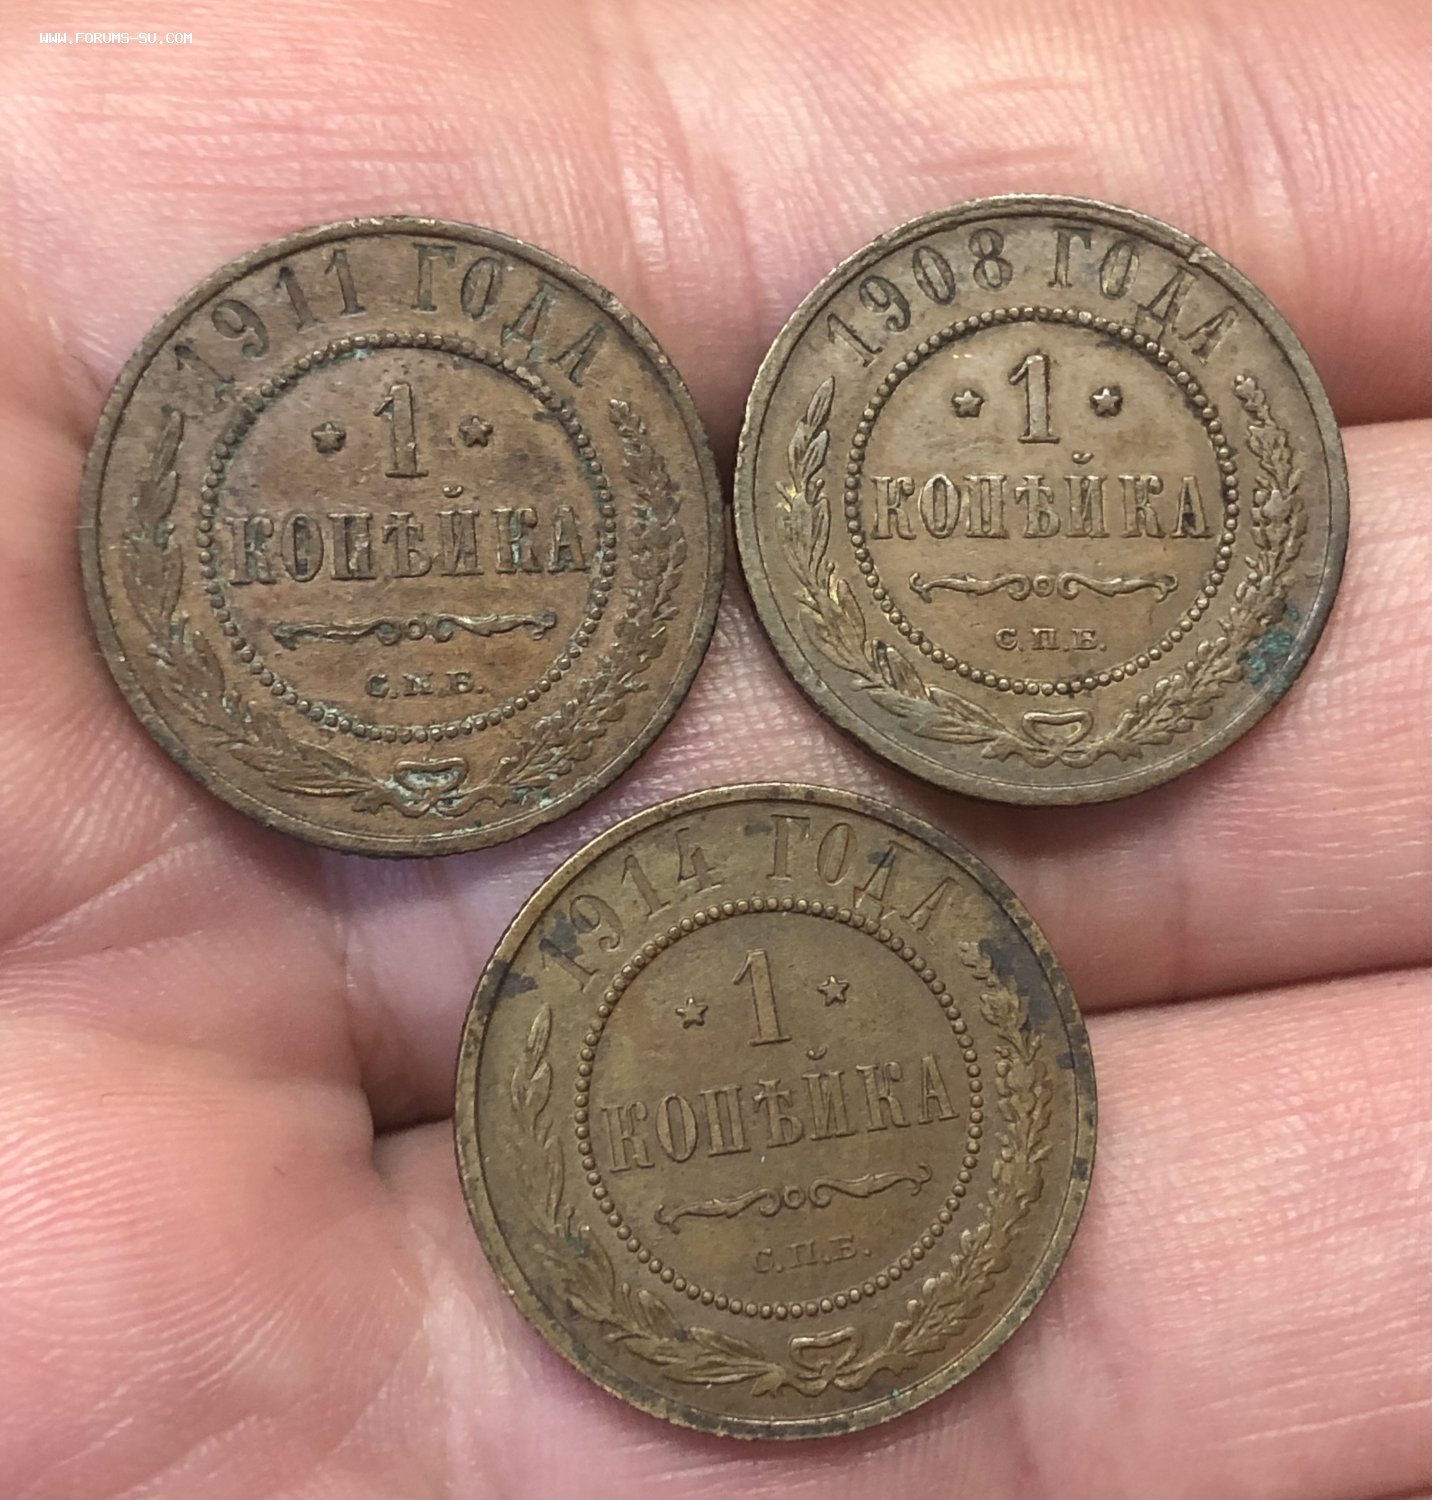 WWW.FORUMS-SU.COM
1911 ГОДА
1
КОПѢЙКА
С.П.Б.
1908 ГОДА
1
КОПѢЙКА
С.П.Б.
1914 ГОДА
1
КОПѢЙКА
С.П.Б.